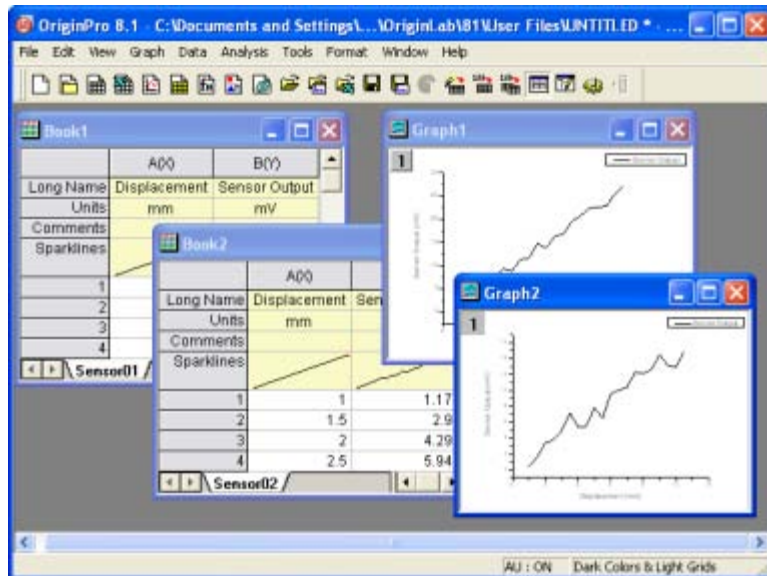 OriginPro 8.1 - C:\Documents and Settings\...\OriginLab\81\User Files\UNTITLED * - ...
File Edit View Graph Data Analysis Tools Format Window Help
Book1
A(X) B(Y)
Long Name Displacement Sensor Output
Units mm mV
Comments
Sparklines
1
2
3
4
Sensor01
Book2
A(X)
Long Name Displacement Sen
Units mm
Comments
Sparklines
1 1 1.17
2 1.5 2.9
3 2 4.29
4 2.5 5.94
Sensor02
Graph1
1
Graph2
1
AU : ON Dark Colors & Light Grids